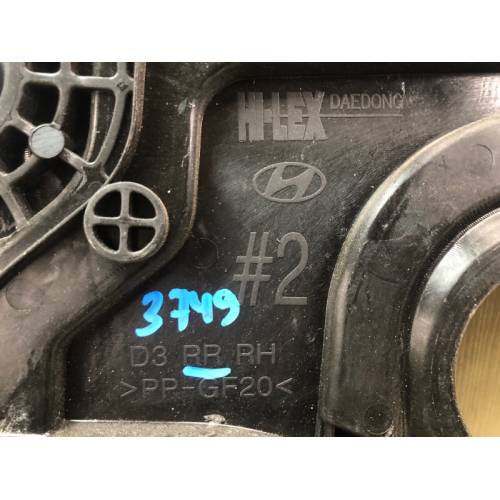 HI-LEX DAEDONG
#2
3749
D3 RR RH
>PP-GF20<